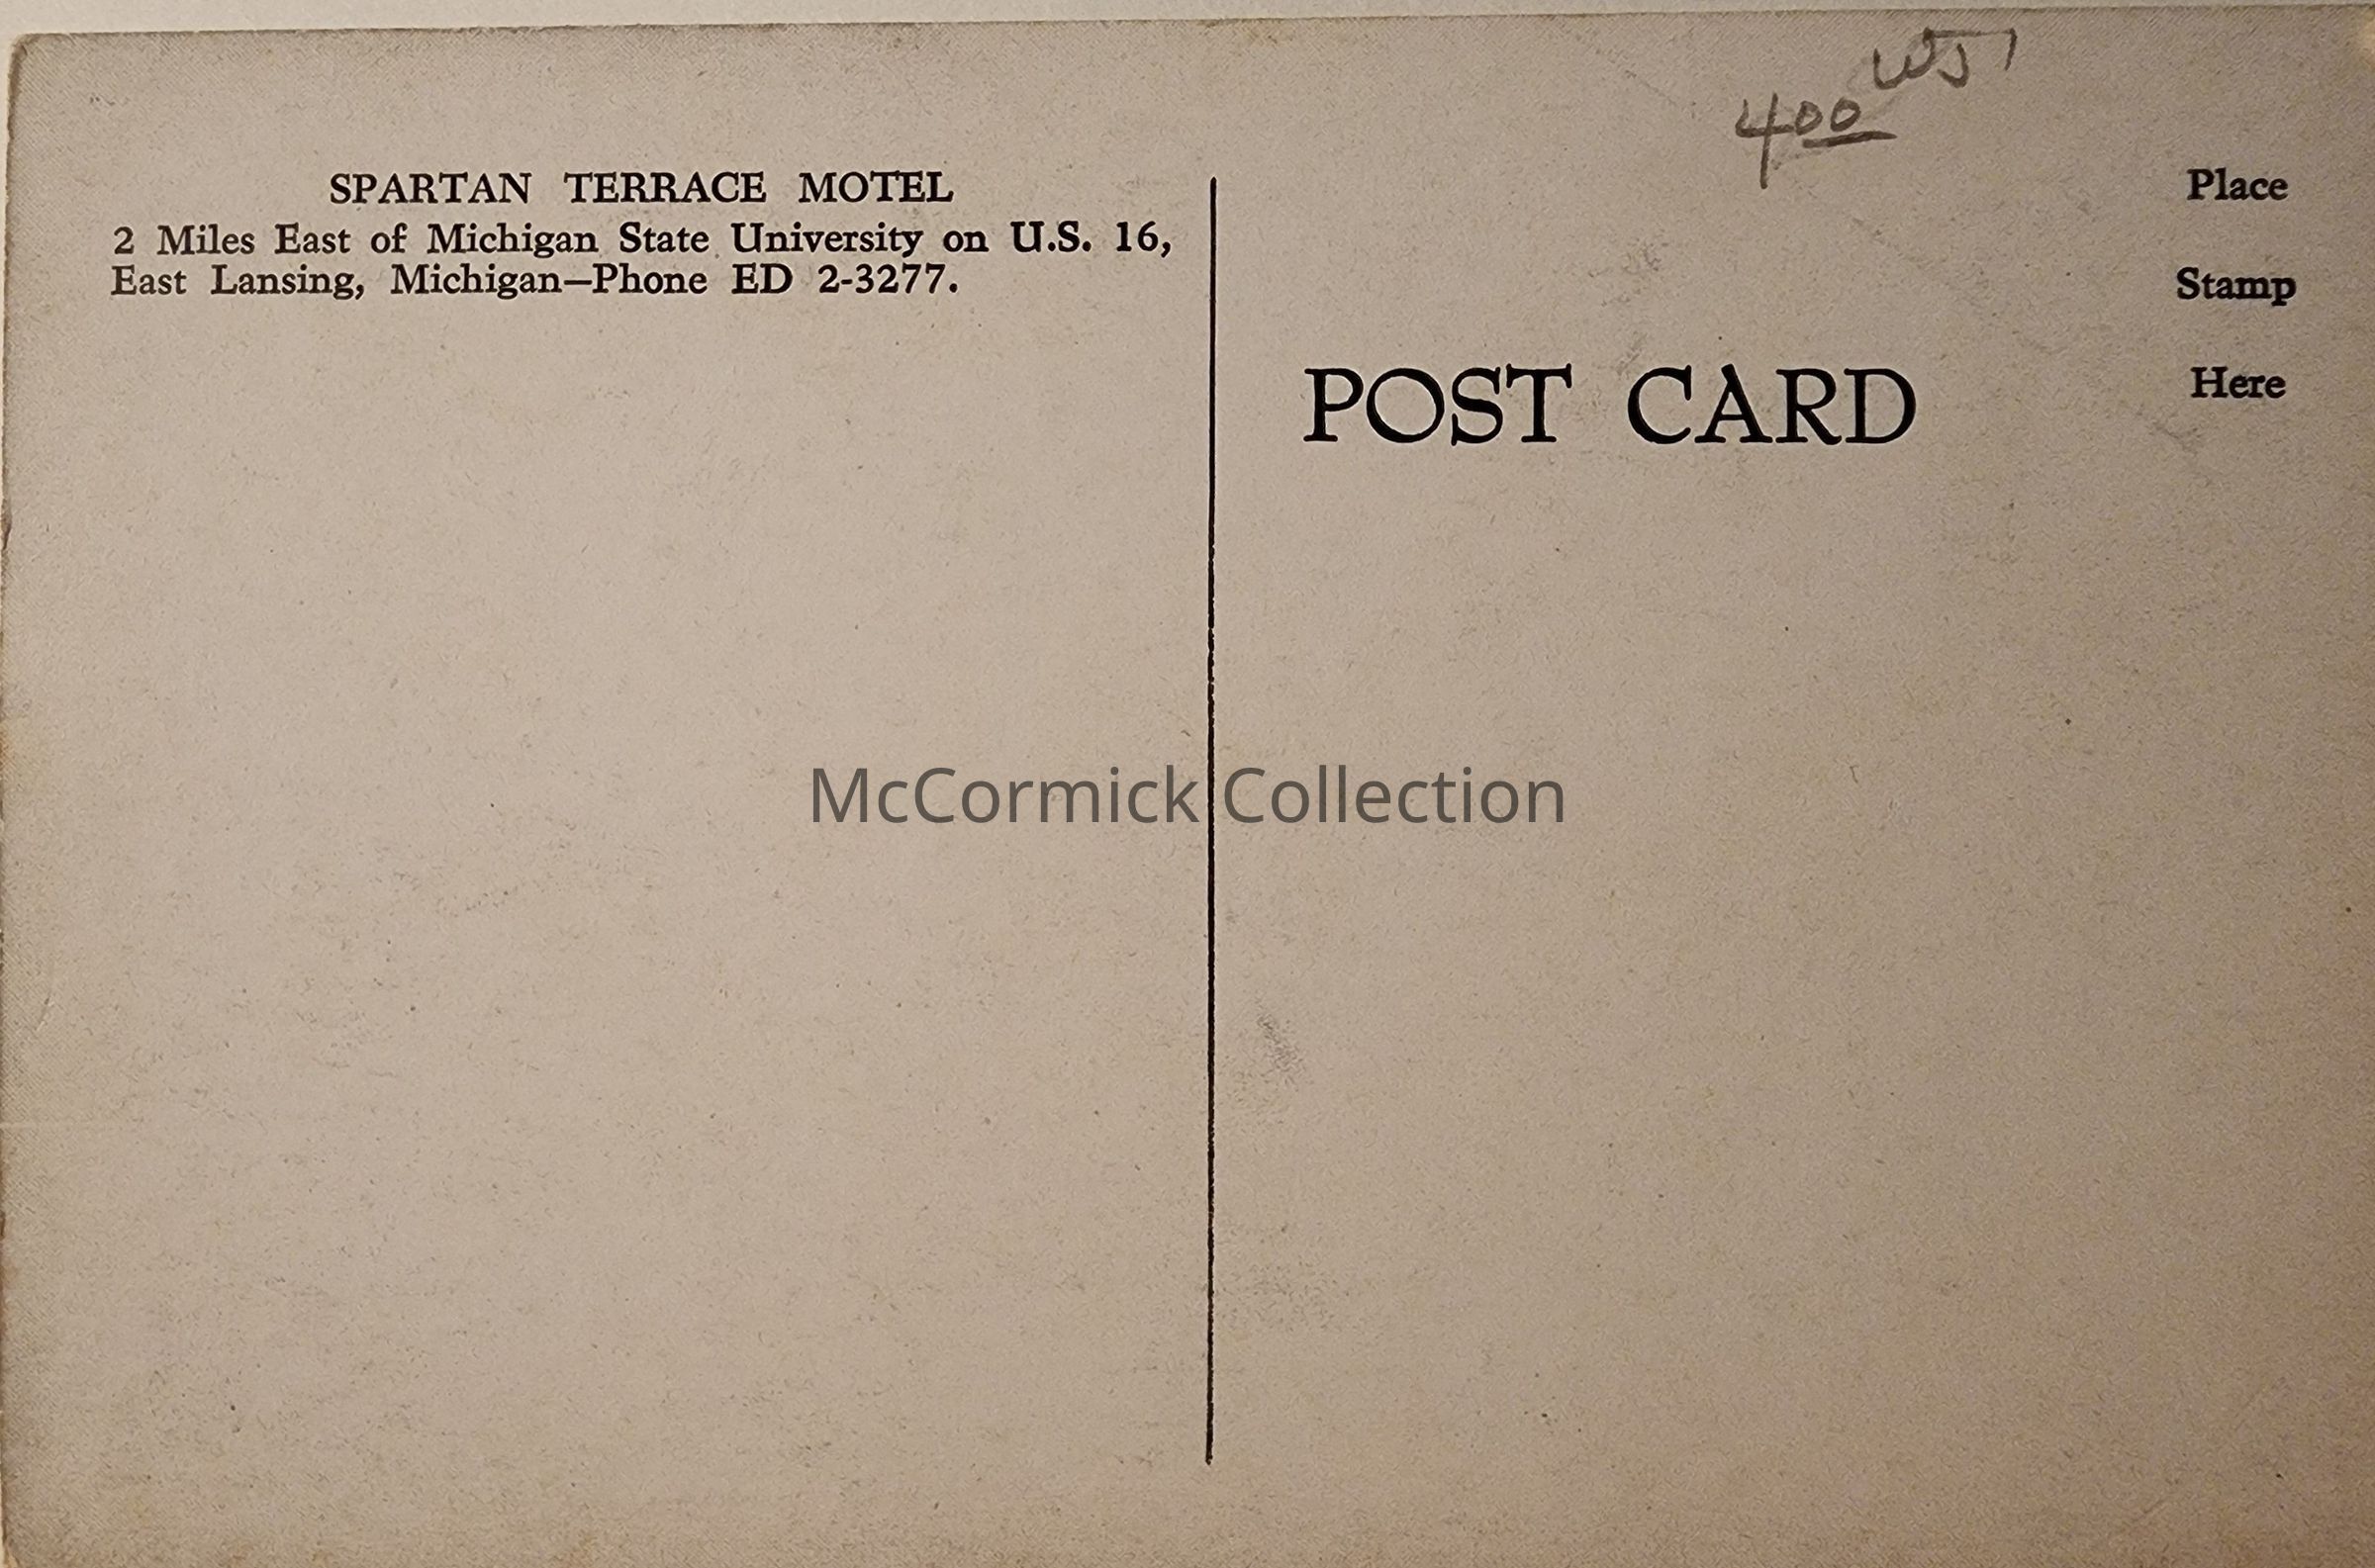 WJ
400
SPARTAN TERRACE MOTEL
2 Miles East of Michigan State University on U.S. 16,
East Lansing, Michigan—Phone ED 2-3277.
Place
Stamp
Here
POST CARD
McCormick Collection